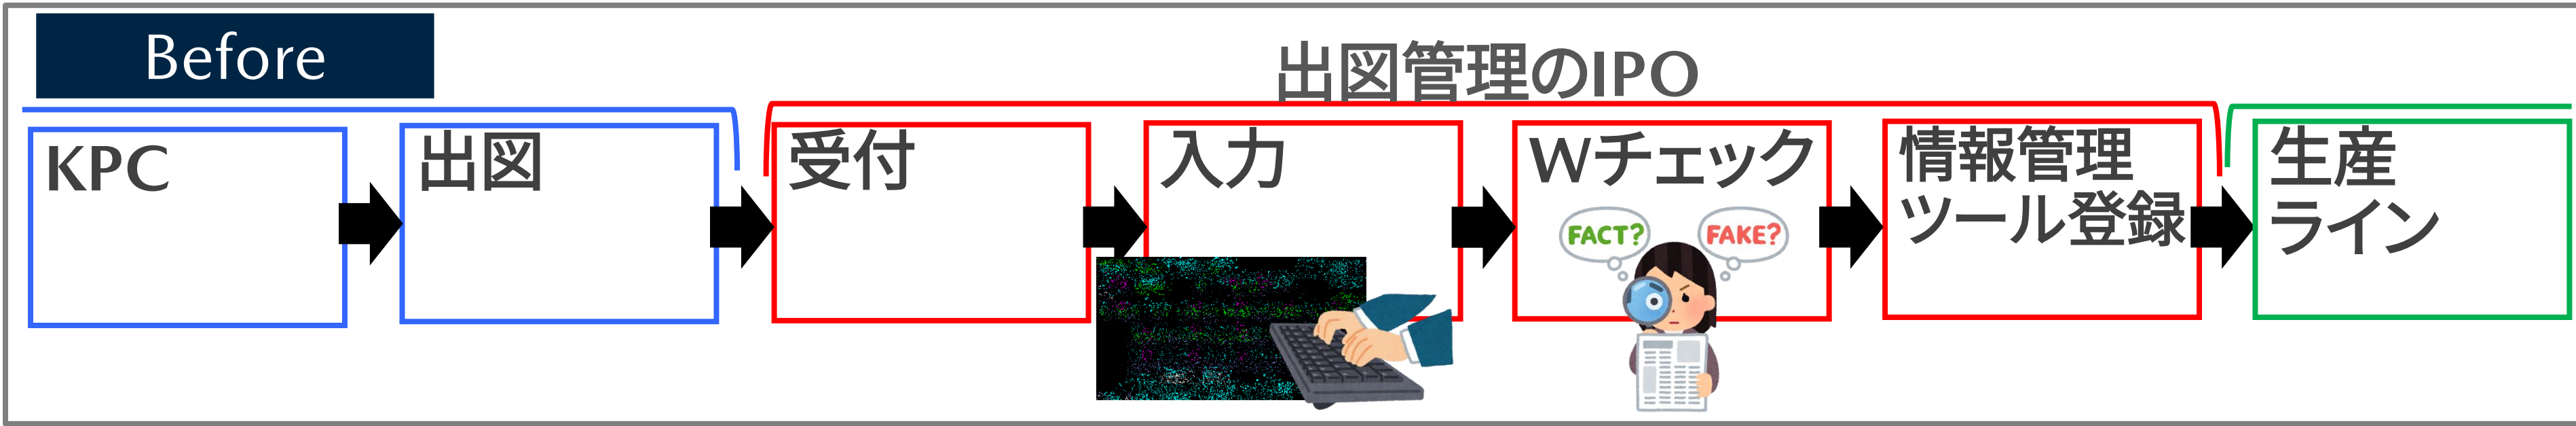 Before
出図管理のIPO
KPC
出図
受付
入力
Wチェック
FACT?
FAKE?
情報管理
ツール登録
生産
ライン